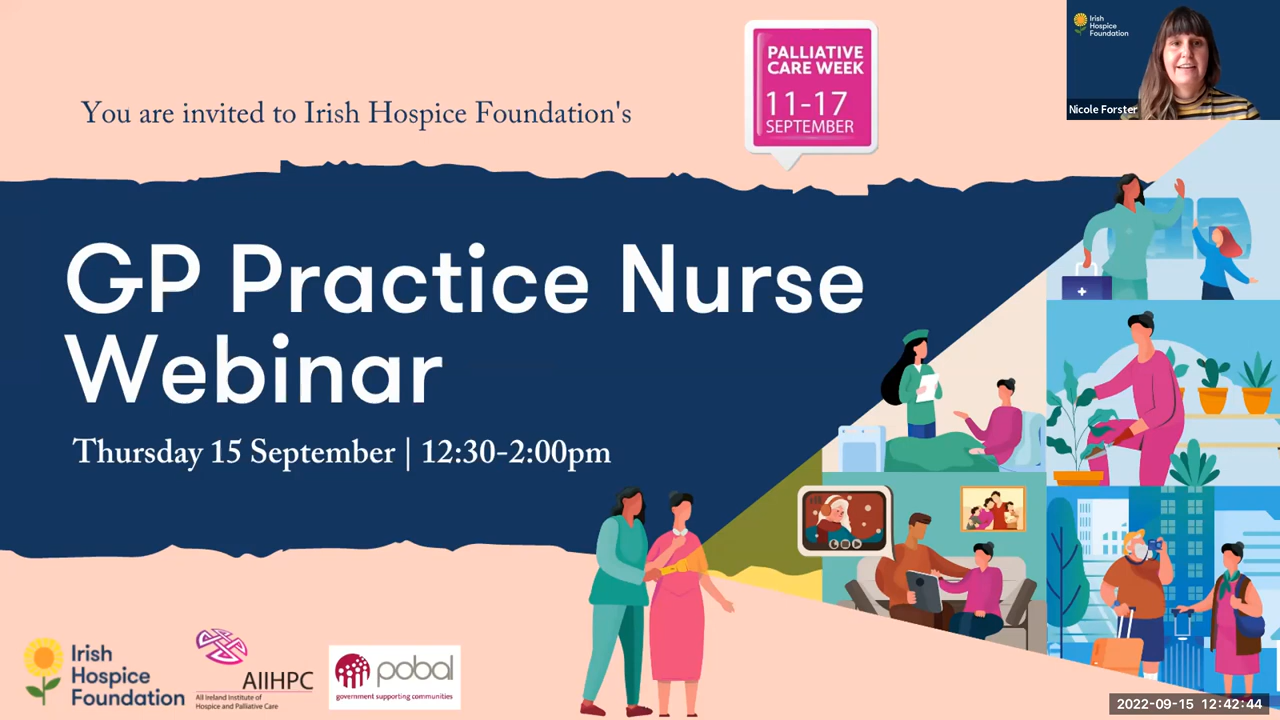 You are invited to Irish Hospice Foundation's
PALLIATIVE
CARE WEEK
11-17
SEPTEMBER
Irish
Hospice
Foundation
Nicole Forster
GP Practice Nurse
Webinar
Thursday 15 September | 12:30-2:00pm
Irish
Hospice
Foundation
AIIHPC
All Ireland Institute of
Hospice and Palliative Care
pobal
government supporting communities
2022-09-15 12:42:44